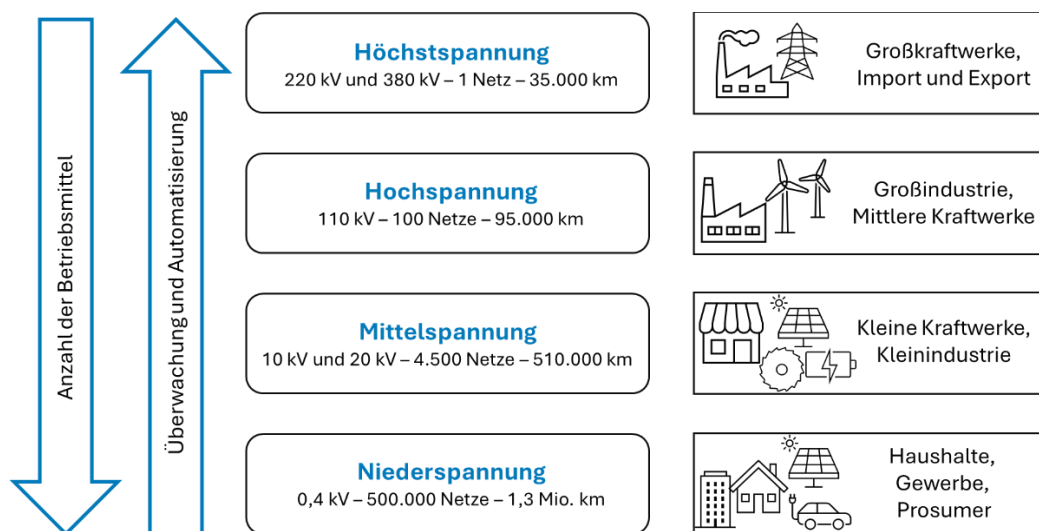 Anzahl der Betriebsmittel
Überwachung und Automatisierung
Höchstspannung
220 kV und 380 kV – 1 Netz – 35.000 km
Großkraftwerke,
Import und Export
Hochspannung
110 kV – 100 Netze – 95.000 km
Großindustrie,
Mittlere Kraftwerke
Mittelspannung
10 kV und 20 kV – 4.500 Netze – 510.000 km
Kleine Kraftwerke,
Kleinindustrie
Niederspannung
0,4 kV – 500.000 Netze – 1,3 Mio. km
Haushalte,
Gewerbe,
Prosumer